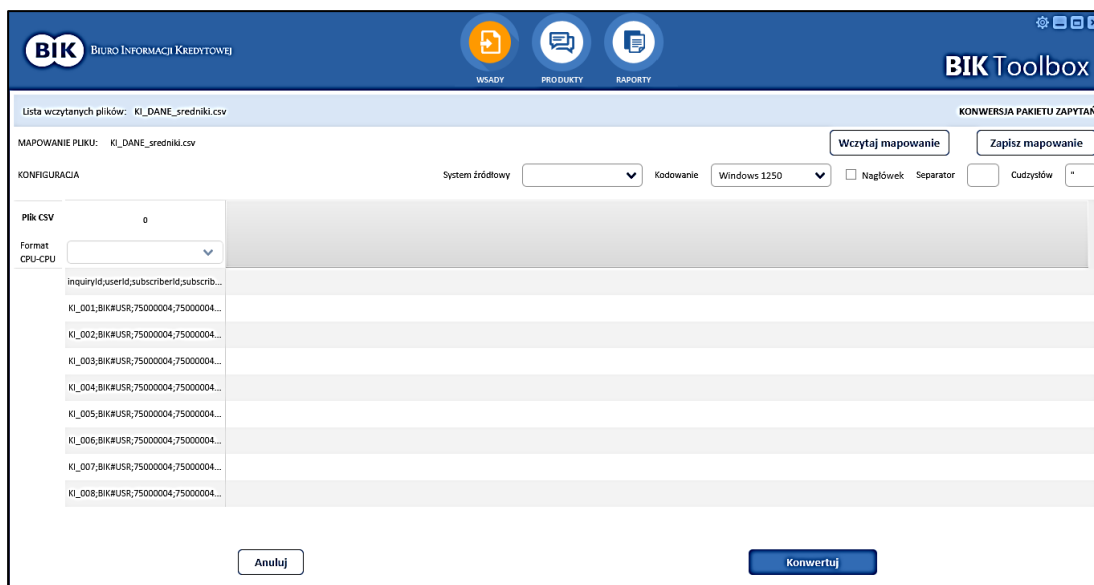 BIK BIURO INFORMACJI KREDYTOWEJ
WSADY PRODUKTY RAPORTY
BIK Toolbox
Lista wczytanych plików: KI_DANE_sredniki.csv KONWERSJA PAKIETU ZAPYTAŃ
MAPOWANIE PLIKU: KI_DANE_sredniki.csv Wczytaj mapowanie Zapisz mapowanie
KONFIGURACJA System źródłowy Kodowanie Windows 1250 Nagłówek Separator Cudzysłów "
Plik CSV 0
Format
CPU-CPU
inquiryId;userId;subscriberId;subscrib...
KI_001;BIK#USR;75000004;75000004...
KI_002;BIK#USR;75000004;75000004...
KI_003;BIK#USR;75000004;75000004...
KI_004;BIK#USR;75000004;75000004...
KI_005;BIK#USR;75000004;75000004...
KI_006;BIK#USR;75000004;75000004...
KI_007;BIK#USR;75000004;75000004...
KI_008;BIK#USR;75000004;75000004...
Anuluj Konwertuj